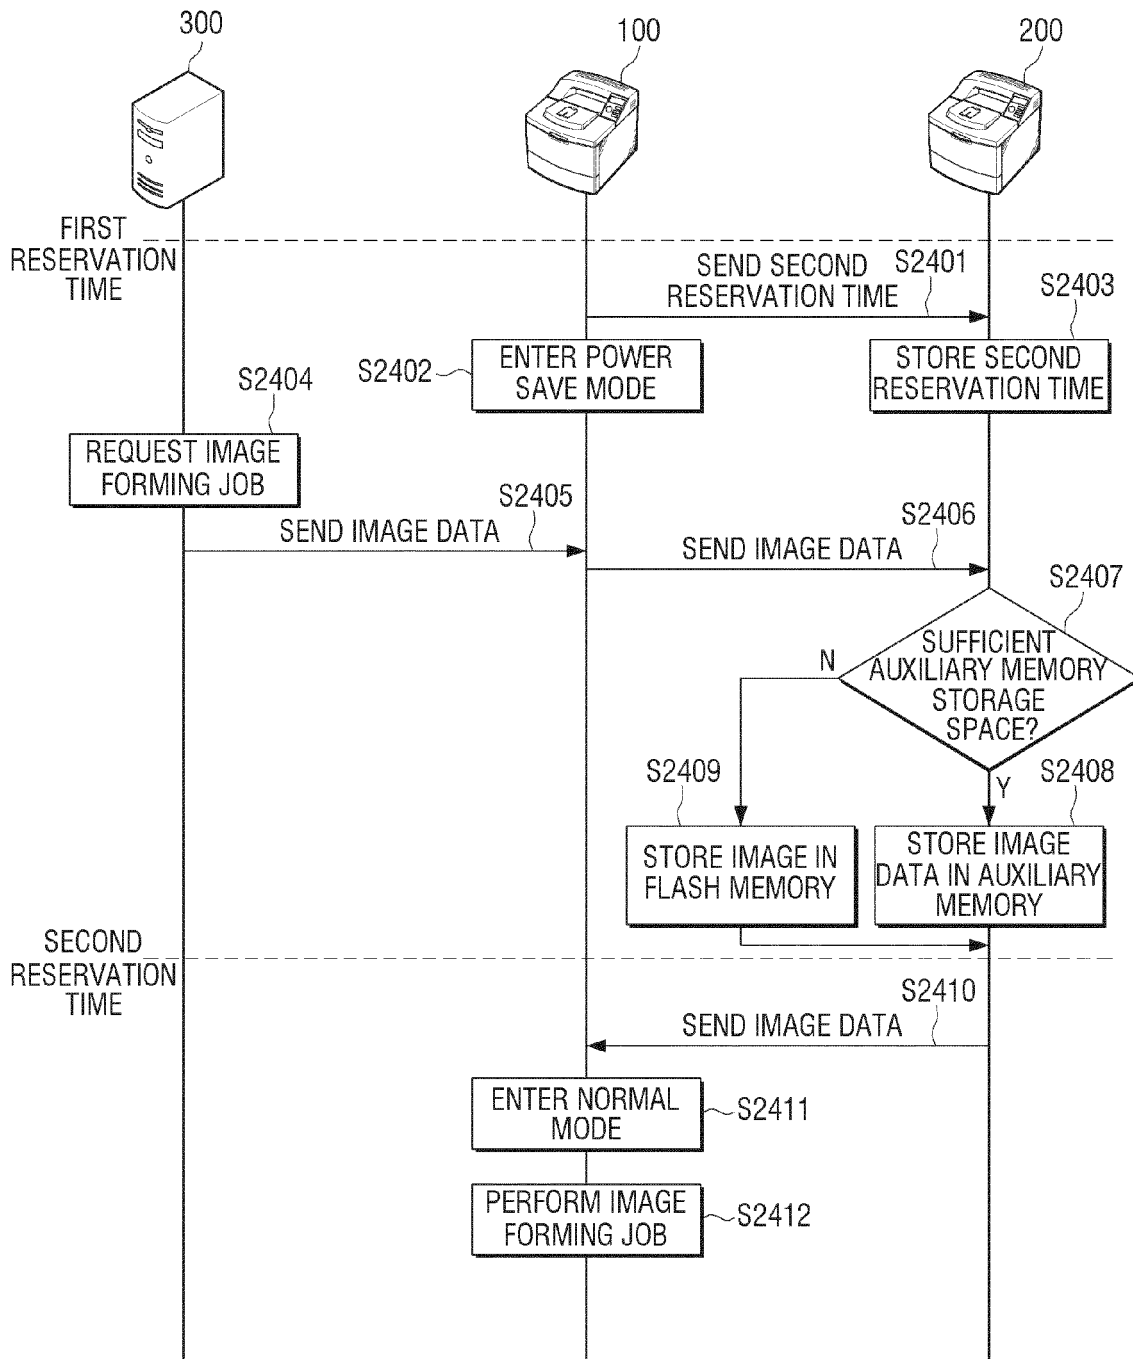 300
100
200
FIRST
RESERVATION
TIME
SEND SECOND
RESERVATION TIME
S2401
S2403
S2402
ENTER POWER
SAVE MODE
STORE SECOND
RESERVATION TIME
S2404
REQUEST IMAGE
FORMING JOB
S2405
SEND IMAGE DATA
S2406
SEND IMAGE DATA
S2407
SUFFICIENT
AUXILIARY MEMORY
STORAGE
SPACE?
N
Y
S2409
S2408
STORE IMAGE IN
FLASH MEMORY
STORE IMAGE
DATA IN AUXILIARY
MEMORY
SECOND
RESERVATION
TIME
S2410
SEND IMAGE DATA
ENTER NORMAL
MODE
S2411
PERFORM IMAGE
FORMING JOB
S2412